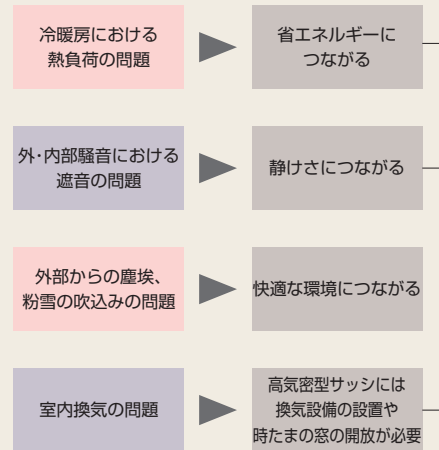 冷暖房における
熱負荷の問題
省エネルギーに
つながる
外・内部騒音における
遮音の問題
静けさにつながる
外部からの塵埃、
粉雪の吹込みの問題
快適な環境につながる
室内換気の問題
高気密型サッシには
換気設備の設置や
時たまの窓の開放が必要